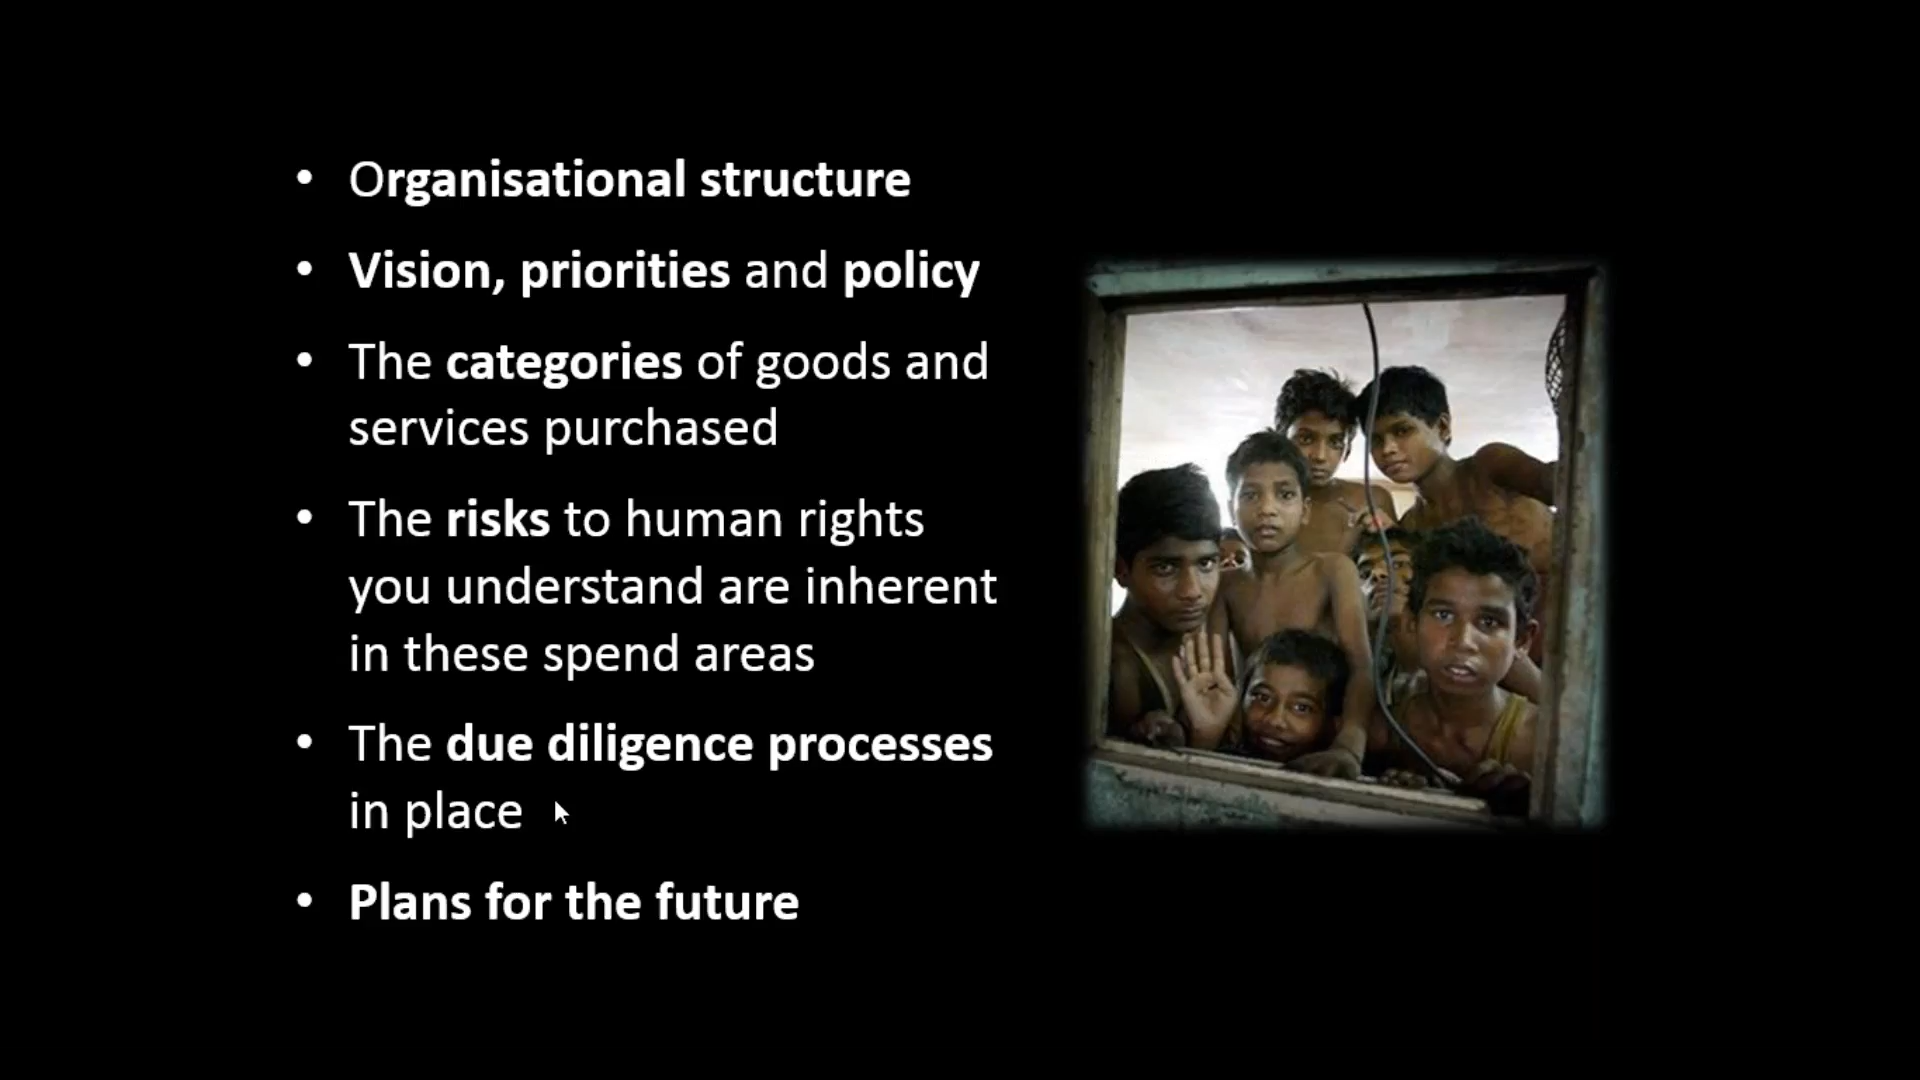 • Organisational structure
• Vision, priorities and policy
• The categories of goods and
services purchased
• The risks to human rights
you understand are inherent
in these spend areas
• The due diligence processes
in place
• Plans for the future